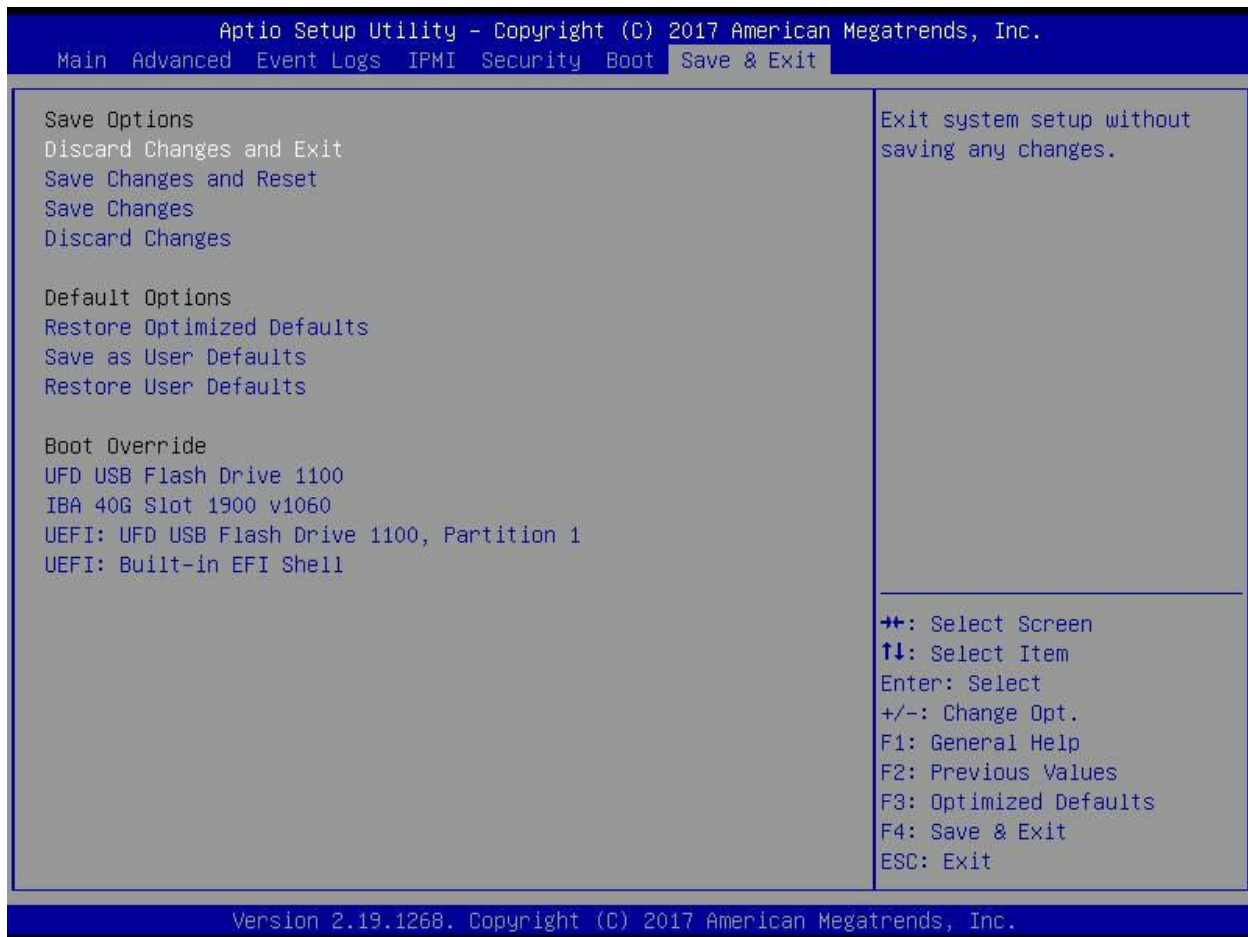 Aptio Setup Utility – Copyright (C) 2017 American Megatrends, Inc.
Main Advanced Event Logs IPMI Security Boot Save & Exit
Save Options
Discard Changes and Exit
Save Changes and Reset
Save Changes
Discard Changes
Default Options
Restore Optimized Defaults
Save as User Defaults
Restore User Defaults
Boot Override
UFD USB Flash Drive 1100
IBA 40G Slot 1900 v1060
UEFI: UFD USB Flash Drive 1100, Partition 1
UEFI: Built-in EFI Shell
Exit system setup without
saving any changes.
→←: Select Screen
↑↓: Select Item
Enter: Select
+/-: Change Opt.
F1: General Help
F2: Previous Values
F3: Optimized Defaults
F4: Save & Exit
ESC: Exit
Version 2.19.1268. Copyright (C) 2017 American Megatrends, Inc.